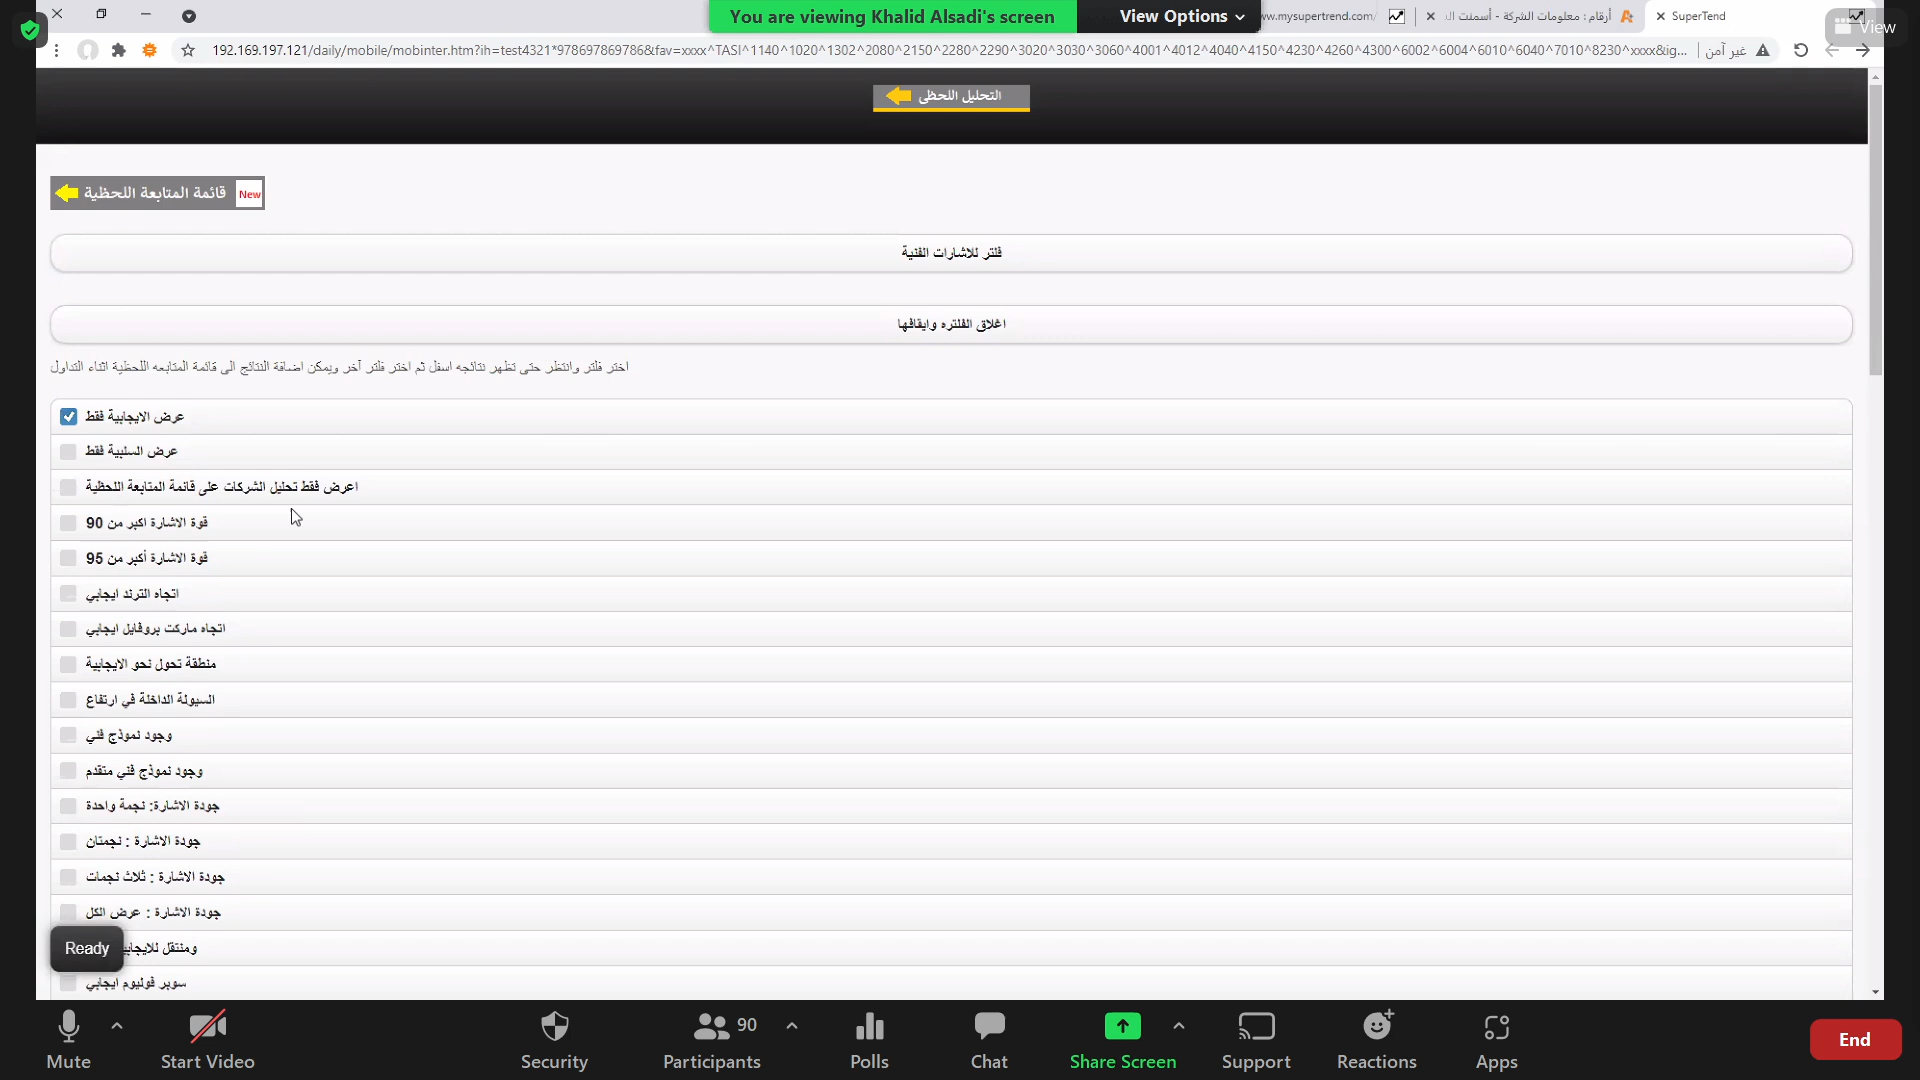 You are viewing Khalid Alsadi's screen
View Options
ww.mysupertrend.com/
أرقام : معلومات الشركة - أسمنت ال
SuperTend
View
192.169.197.121/daily/mobile/mobinter.htm?ih=test4321*978697869786&fav=xxxx^TASI^1140^1020^1302^2080^2150^2280^2290^3020^3030^3060^4001^4012^4040^4150^4230^4260^4300^6002^6004^6010^6040^7010^8230^xxxx&ig...
غير آمن
التحليل اللحظي
قائمة المتابعة اللحظية
New
فلتر للاشارات الفنية
اغلاق الفلتره وايقافها
اختر فلتر وانتظر حتى تظهر نتائجه اسفل ثم اختر فلتر آخر ويمكن اضافة النتائج الى قائمة المتابعه اللحظية اثناء التداول
عرض الايجابية فقط
عرض السلبية فقط
اعرض فقط تحليل الشركات على قائمة المتابعة اللحظية
قوة الاشارة اكبر من 90
قوة الاشارة أكبر من 95
اتجاه الترند ايجابي
اتجاه ماركت بروفايل ايجابي
منطقة تحول نحو الايجابية
السيولة الداخلة في ارتفاع
وجود نموذج فني
وجود نموذج فني متقدم
جودة الاشارة: نجمة واحدة
جودة الاشارة : نجمتان
جودة الاشارة : ثلاث نجمات
جودة الاشارة : عرض الكل
ومنتقل للايجابي
Ready
سوبر فوليوم ايجابي
Mute
Start Video
Security
90
Participants
Polls
Chat
Share Screen
Support
Reactions
Apps
End